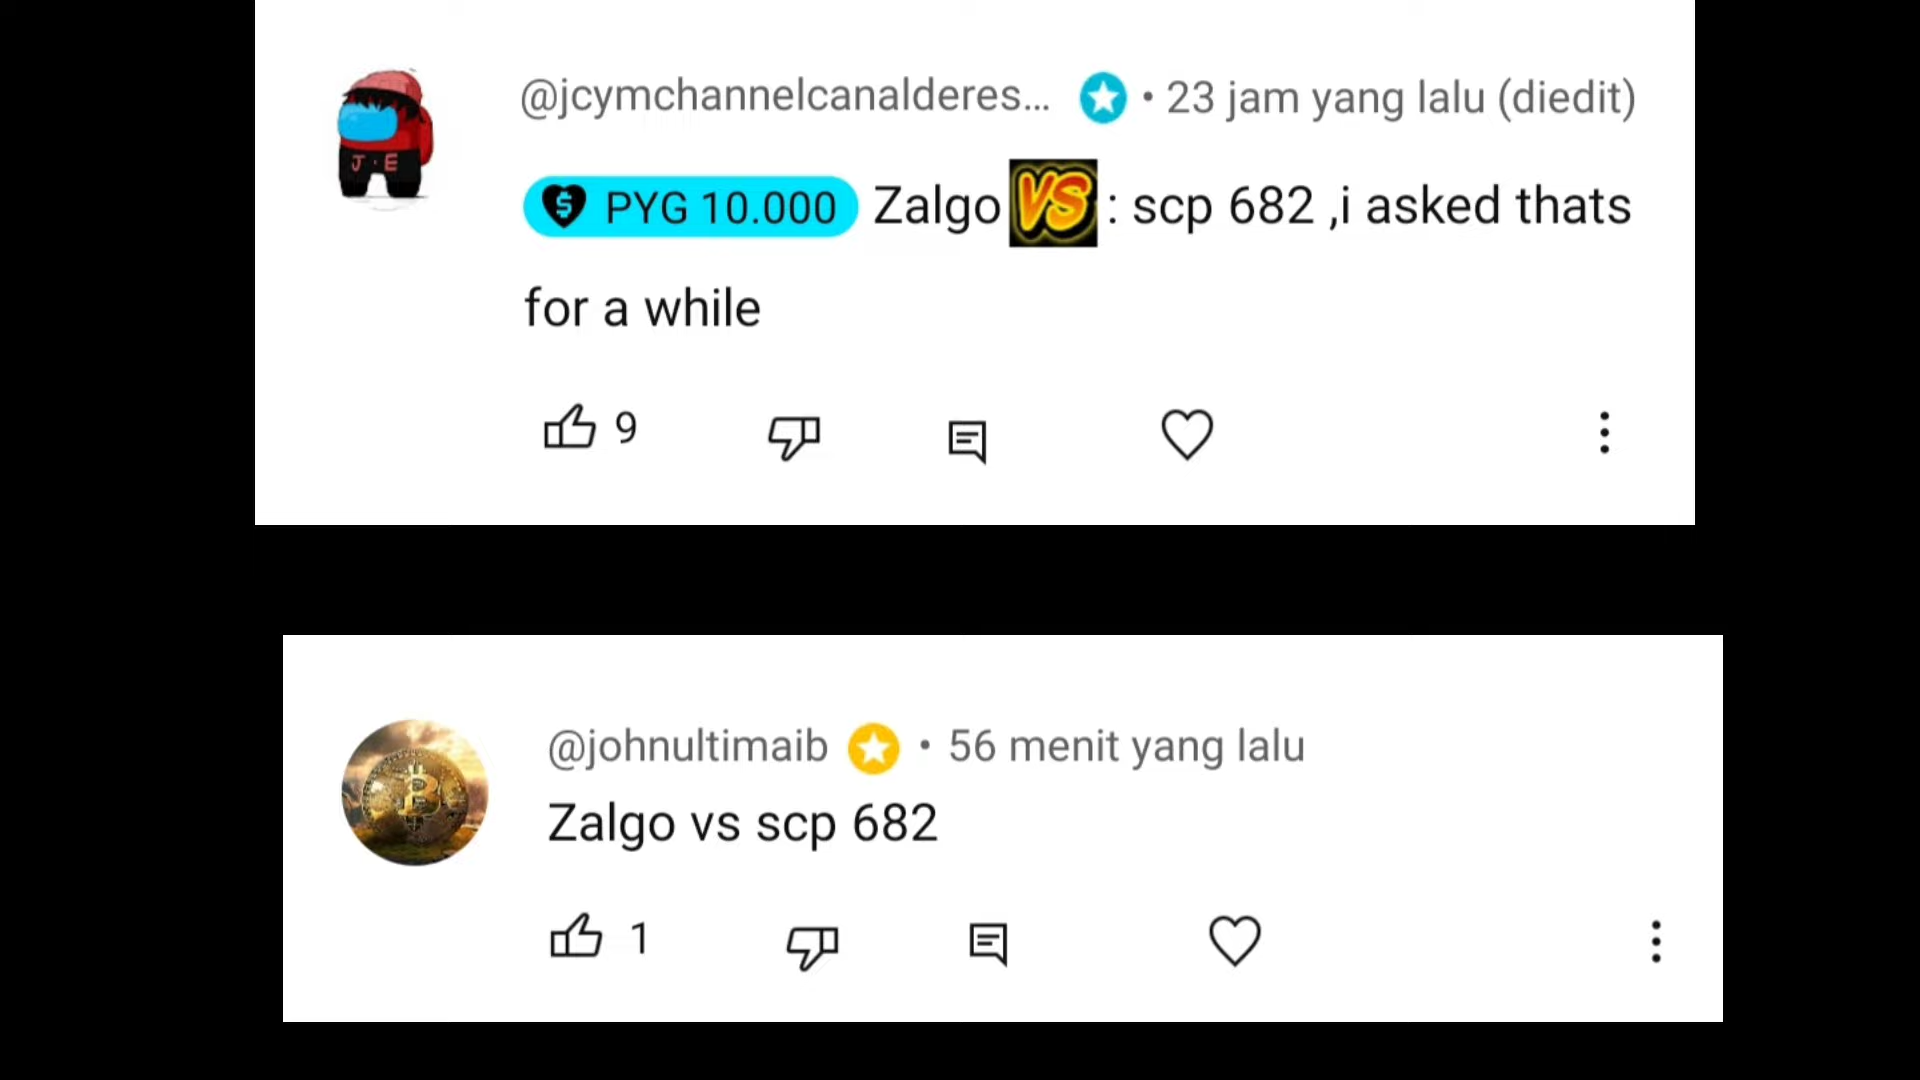 @jcymchannelcanalderes... • 23 jam yang lalu (diedit)
J · E
PYG 10.000 Zalgo VS : scp 682 ,i asked thats
for a while
9
@johnultimaib • 56 menit yang lalu
Zalgo vs scp 682
1